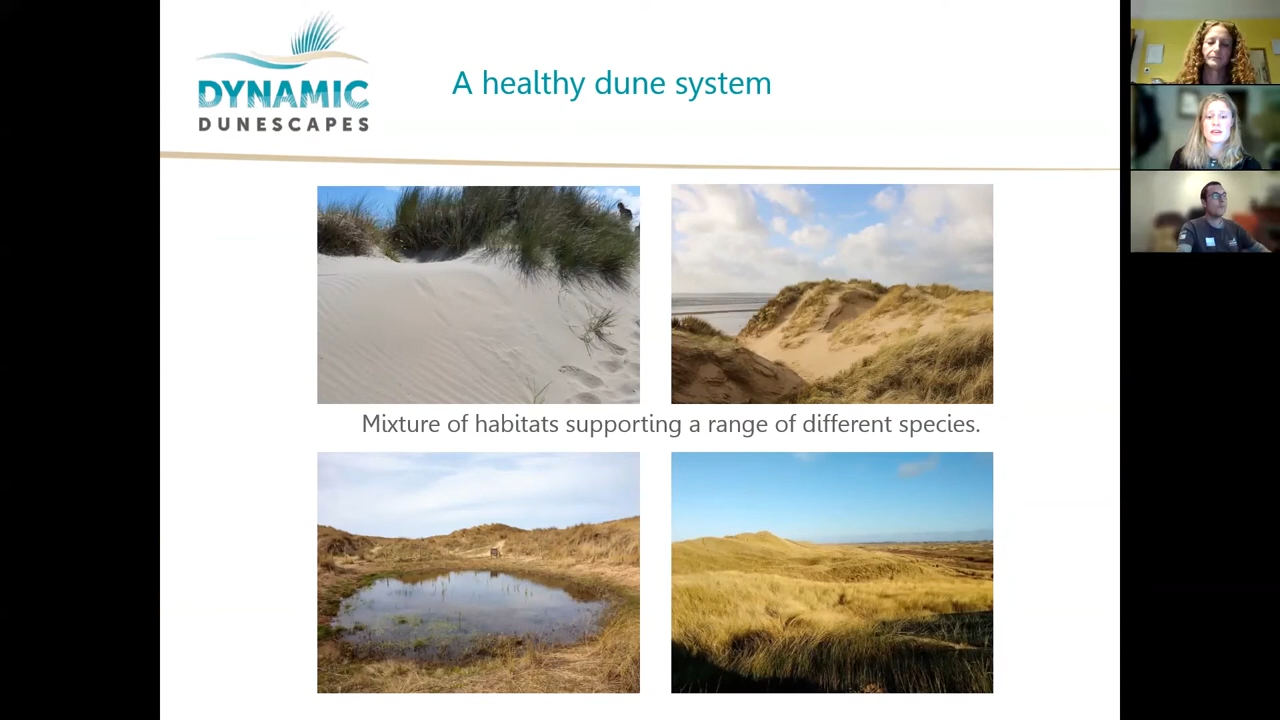 DYNAMIC
DUNESCAPES
A healthy dune system
Mixture of habitats supporting a range of different species.